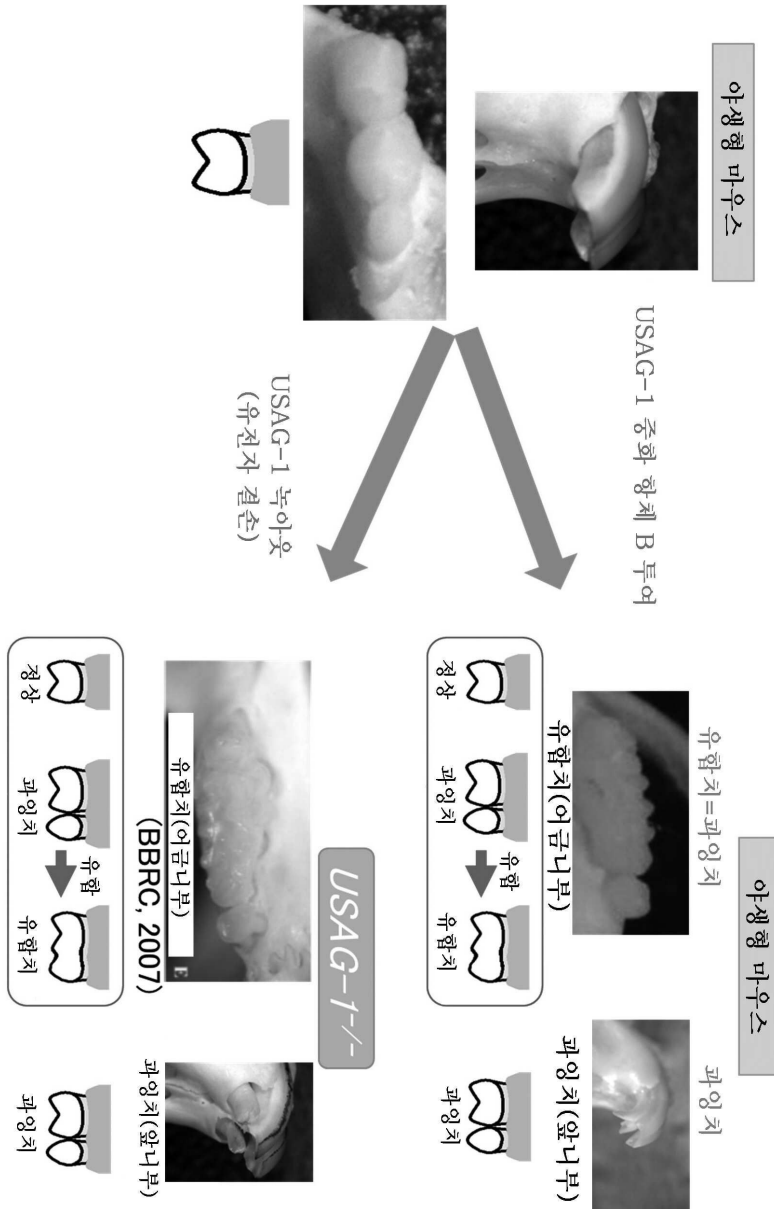 야생형 마우스
USAG-1 중화 항체 B 투여
USAG-1 녹아웃
(유전자 결손)
야생형 마우스
유합치=과잉치
과잉치
유합치(어금니부)
과잉치(앞니부)
정상
과잉치
유합
유합치
과잉치
USAG-1-/-
유합치(어금니부)
E
(BBRC, 2007)
과잉치(앞니부)
정상
과잉치
유합
유합치
과잉치